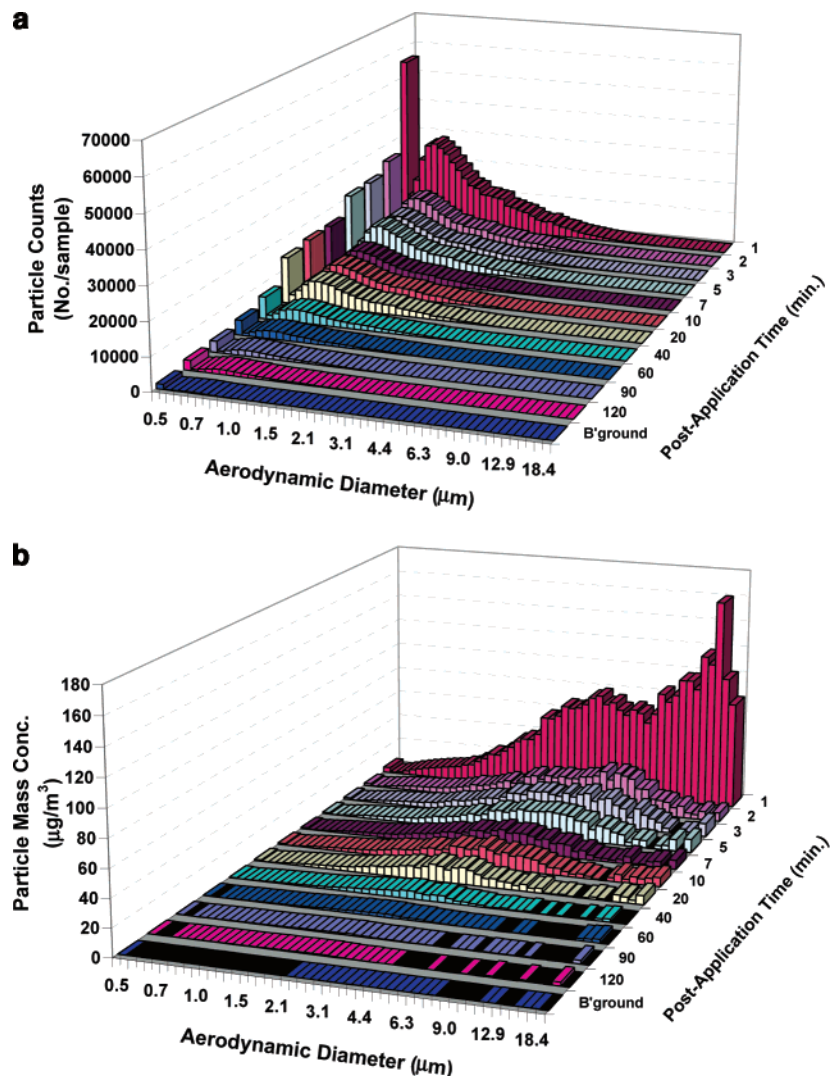 a
70000
60000
50000
40000
30000
20000
10000
0
Particle Counts
(No./sample)
0.5 0.7 1.0 1.5 2.1 3.1 4.4 6.3 9.0 12.9 18.4
Aerodynamic Diameter (μm)
1
2
3
5
7
10
20
40
60
90
120
B'ground
Post-Application Time (min.)
b
180
160
140
120
100
80
60
40
20
0
Particle Mass Conc.
(μg/m³)
0.5 0.7 1.0 1.5 2.1 3.1 4.4 6.3 9.0 12.9 18.4
Aerodynamic Diameter (μm)
1
2
3
5
7
10
20
40
60
90
120
B'ground
Post-Application Time (min.)